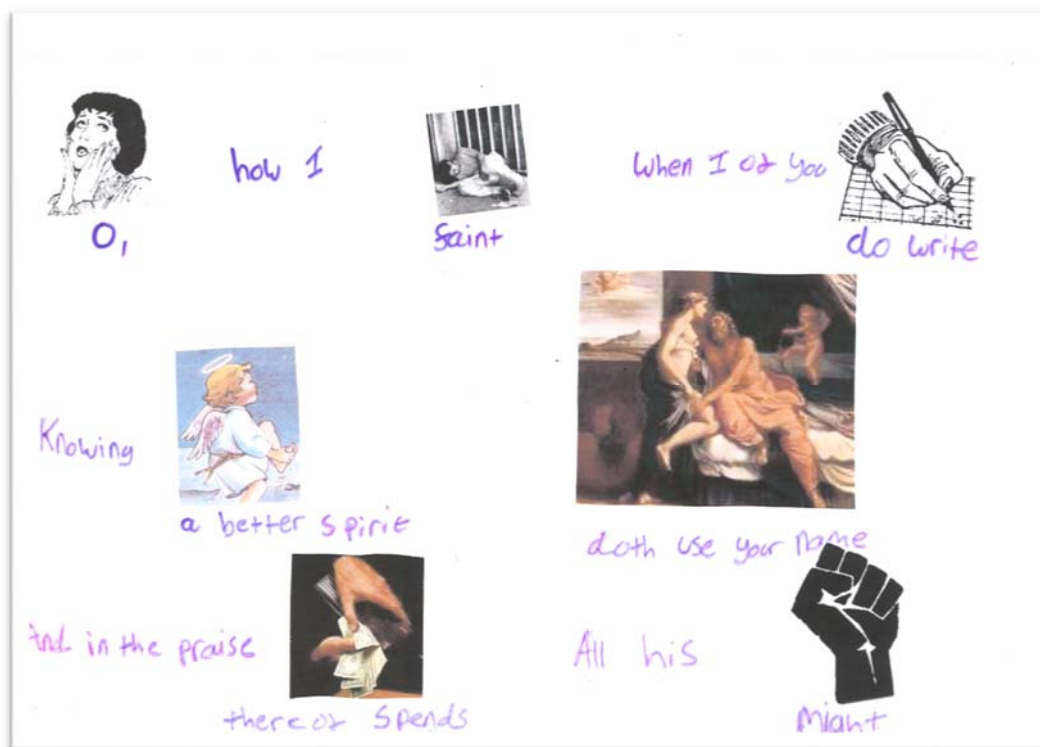 O, how I faint when I of you do write
Knowing a better spirit doth use your name
And in the praise thereof spends All his Might